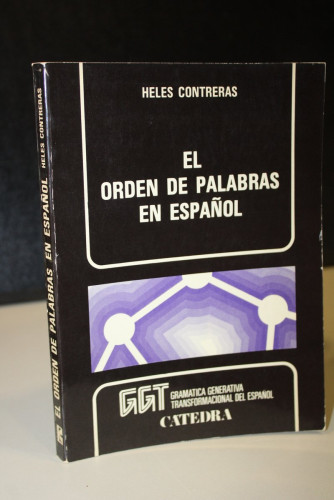 HELES CONTRERAS
EL
ORDEN DE PALABRAS
EN ESPAÑOL
GGT
GRAMATICA GENERATIVA
TRANSFORMACIONAL DEL ESPAÑOL
CATEDRA
EL ORDEN DE PALABRAS EN ESPAÑOL HELES CONTRERAS